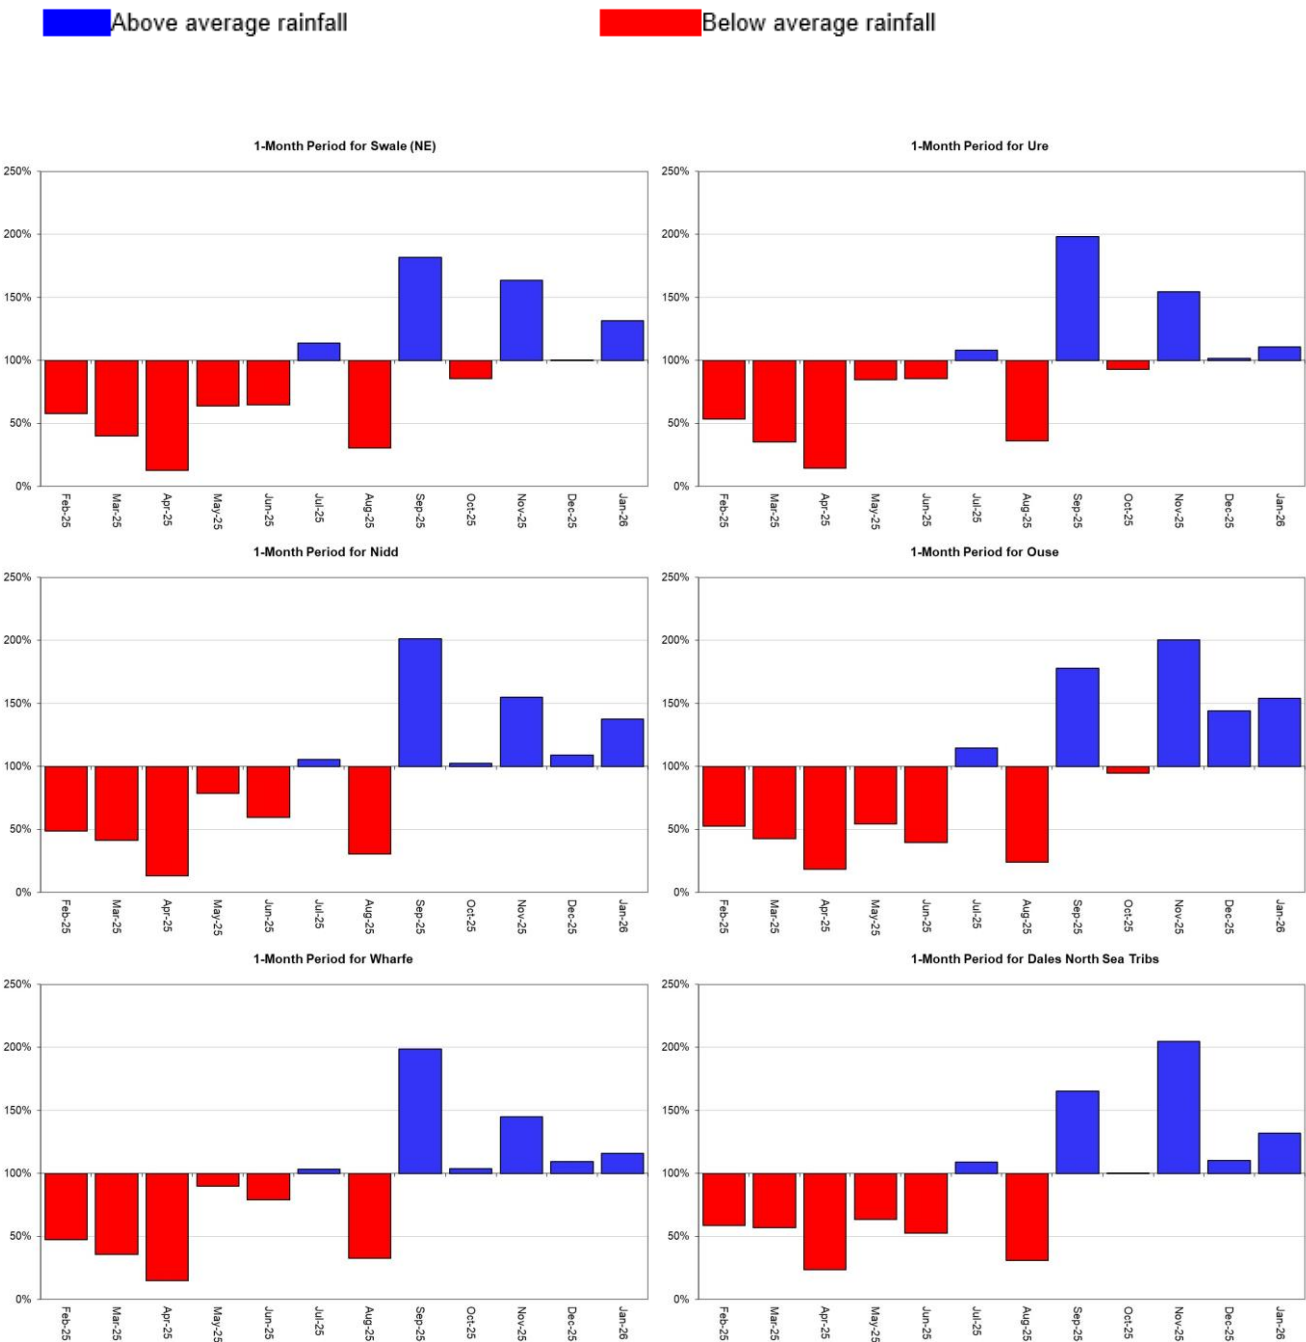 Above average rainfall Below average rainfall
1-Month Period for Swale (NE)
250%
200%
150%
100%
50%
0%
Feb-25 Mar-25 Apr-25 May-25 Jun-25 Jul-25 Aug-25 Sep-25 Oct-25 Nov-25 Dec-25 Jan-26
1-Month Period for Ure
250%
200%
150%
100%
50%
0%
Feb-25 Mar-25 Apr-25 May-25 Jun-25 Jul-25 Aug-25 Sep-25 Oct-25 Nov-25 Dec-25 Jan-26
1-Month Period for Nidd
250%
200%
150%
100%
50%
0%
Feb-25 Mar-25 Apr-25 May-25 Jun-25 Jul-25 Aug-25 Sep-25 Oct-25 Nov-25 Dec-25 Jan-26
1-Month Period for Ouse
250%
200%
150%
100%
50%
0%
Feb-25 Mar-25 Apr-25 May-25 Jun-25 Jul-25 Aug-25 Sep-25 Oct-25 Nov-25 Dec-25 Jan-26
1-Month Period for Wharfe
250%
200%
150%
100%
50%
0%
Feb-25 Mar-25 Apr-25 May-25 Jun-25 Jul-25 Aug-25 Sep-25 Oct-25 Nov-25 Dec-25 Jan-26
1-Month Period for Dales North Sea Tribs
250%
200%
150%
100%
50%
0%
Feb-25 Mar-25 Apr-25 May-25 Jun-25 Jul-25 Aug-25 Sep-25 Oct-25 Nov-25 Dec-25 Jan-26